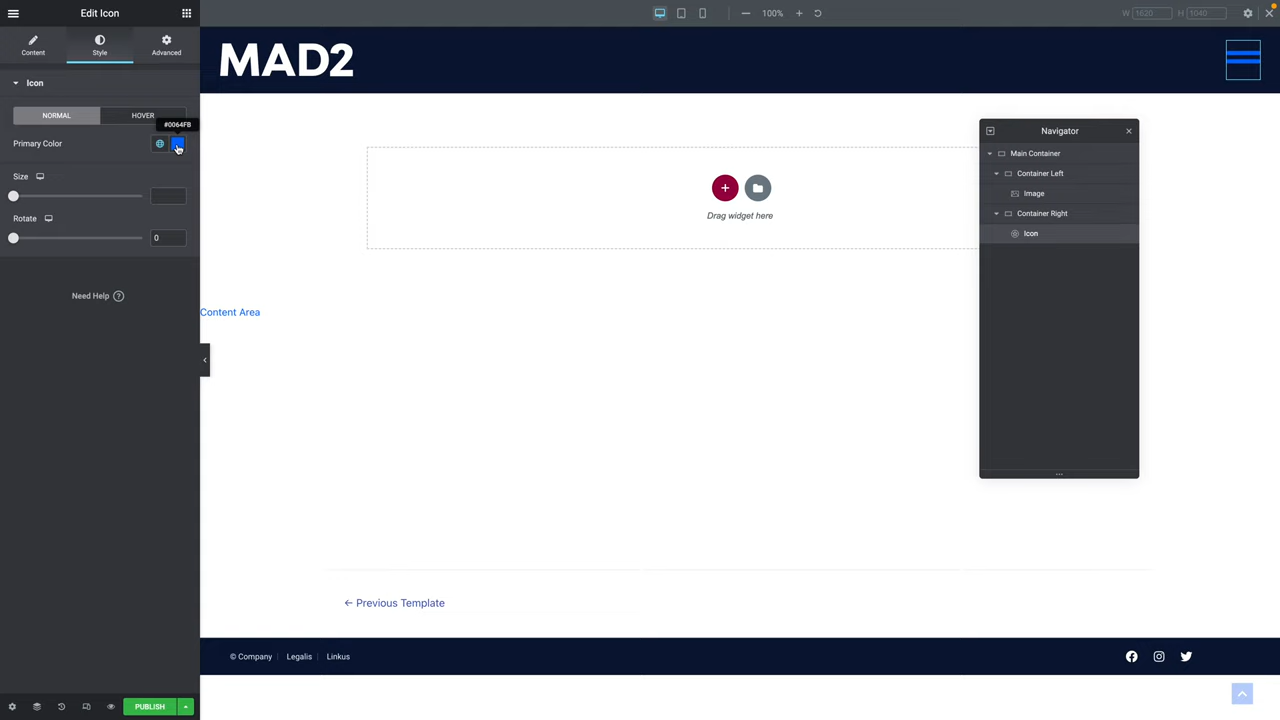 Edit Icon
100%
W 1630
H 1040
Content
Style
Advanced
MAD2
Icon
NORMAL
HOVER
#0064FB
Primary Color
Size
Rotate
0
Need Help
Drag widget here
Navigator
Main Container
Container Left
Image
Container Right
Icon
Content Area
← Previous Template
© Company
Legalis
Linkus
PUBLISH